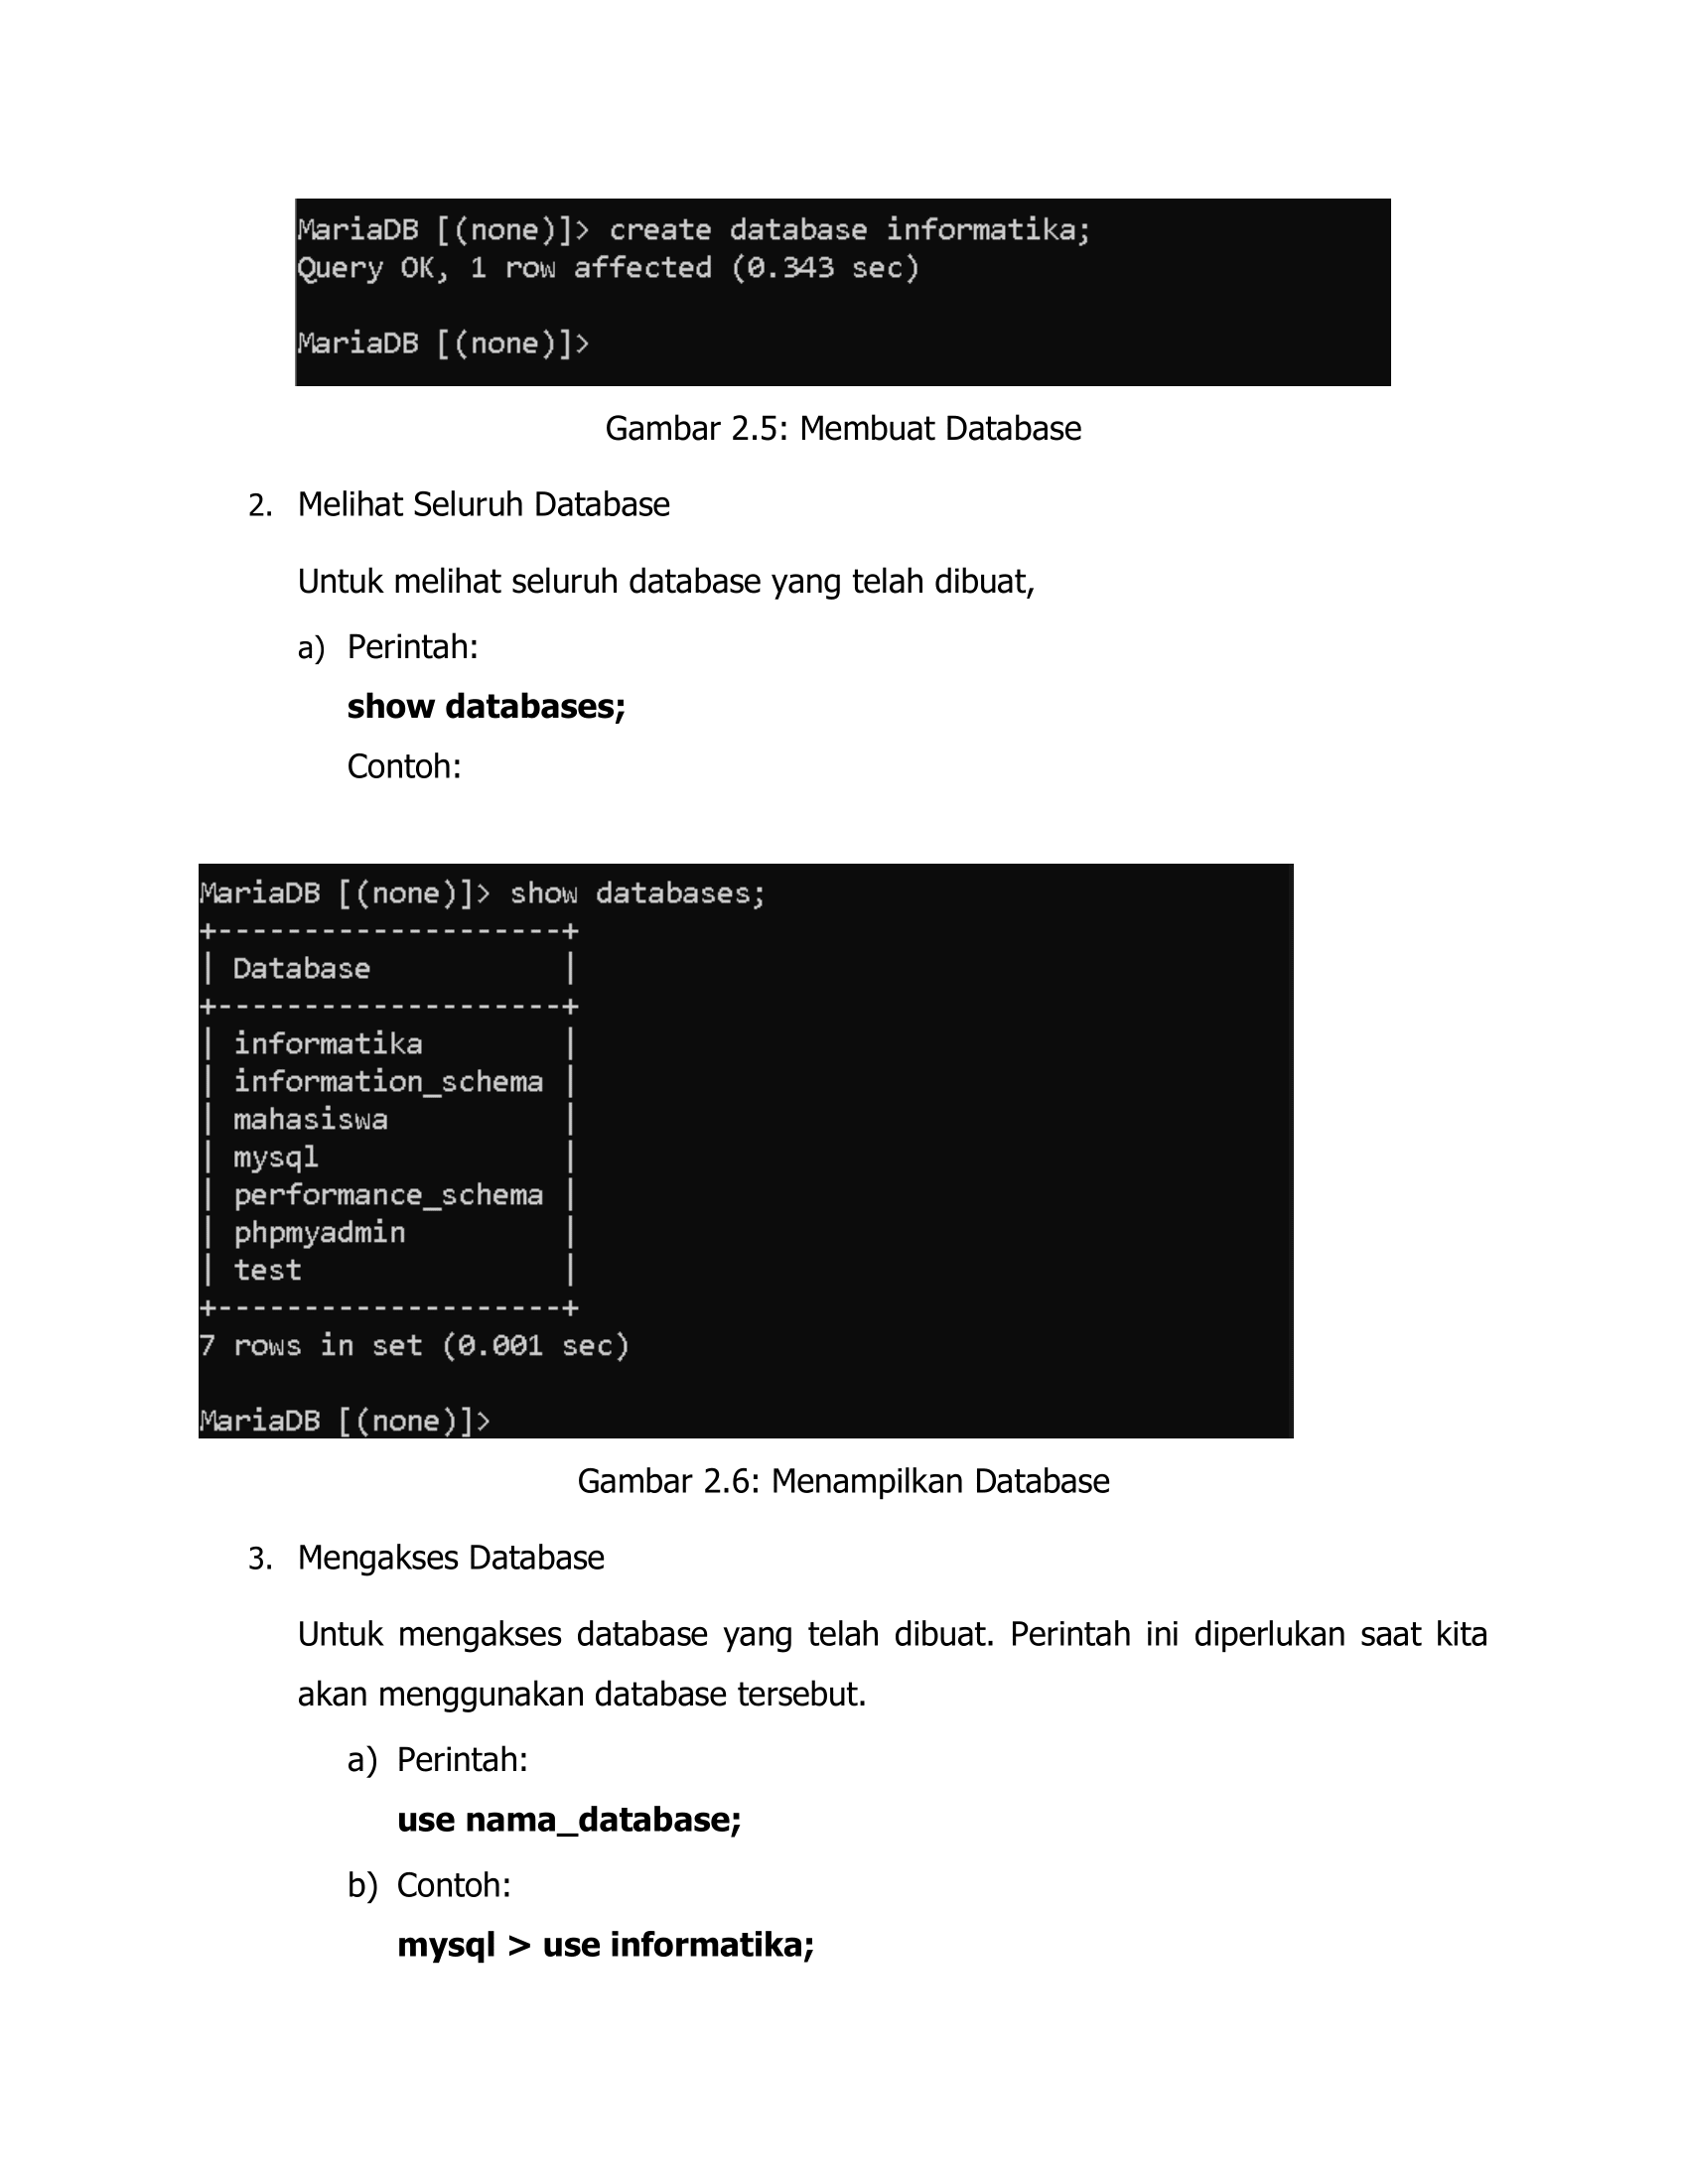 MariaDB [(none)]> create database informatika;
Query OK, 1 row affected (0.343 sec)
MariaDB [(none)]>
Gambar 2.5: Membuat Database
2. Melihat Seluruh Database
Untuk melihat seluruh database yang telah dibuat,
a) Perintah:
show databases;
Contoh:
MariaDB [(none)]> show databases;
+--------------------+
| Database           |
+--------------------+
| informatika        |
| information_schema |
| mahasiswa          |
| mysql              |
| performance_schema |
| phpmyadmin         |
| test               |
+--------------------+
7 rows in set (0.001 sec)
MariaDB [(none)]>
Gambar 2.6: Menampilkan Database
3. Mengakses Database
Untuk mengakses database yang telah dibuat. Perintah ini diperlukan saat kita
akan menggunakan database tersebut.
a) Perintah:
use nama_database;
b) Contoh:
mysql > use informatika;